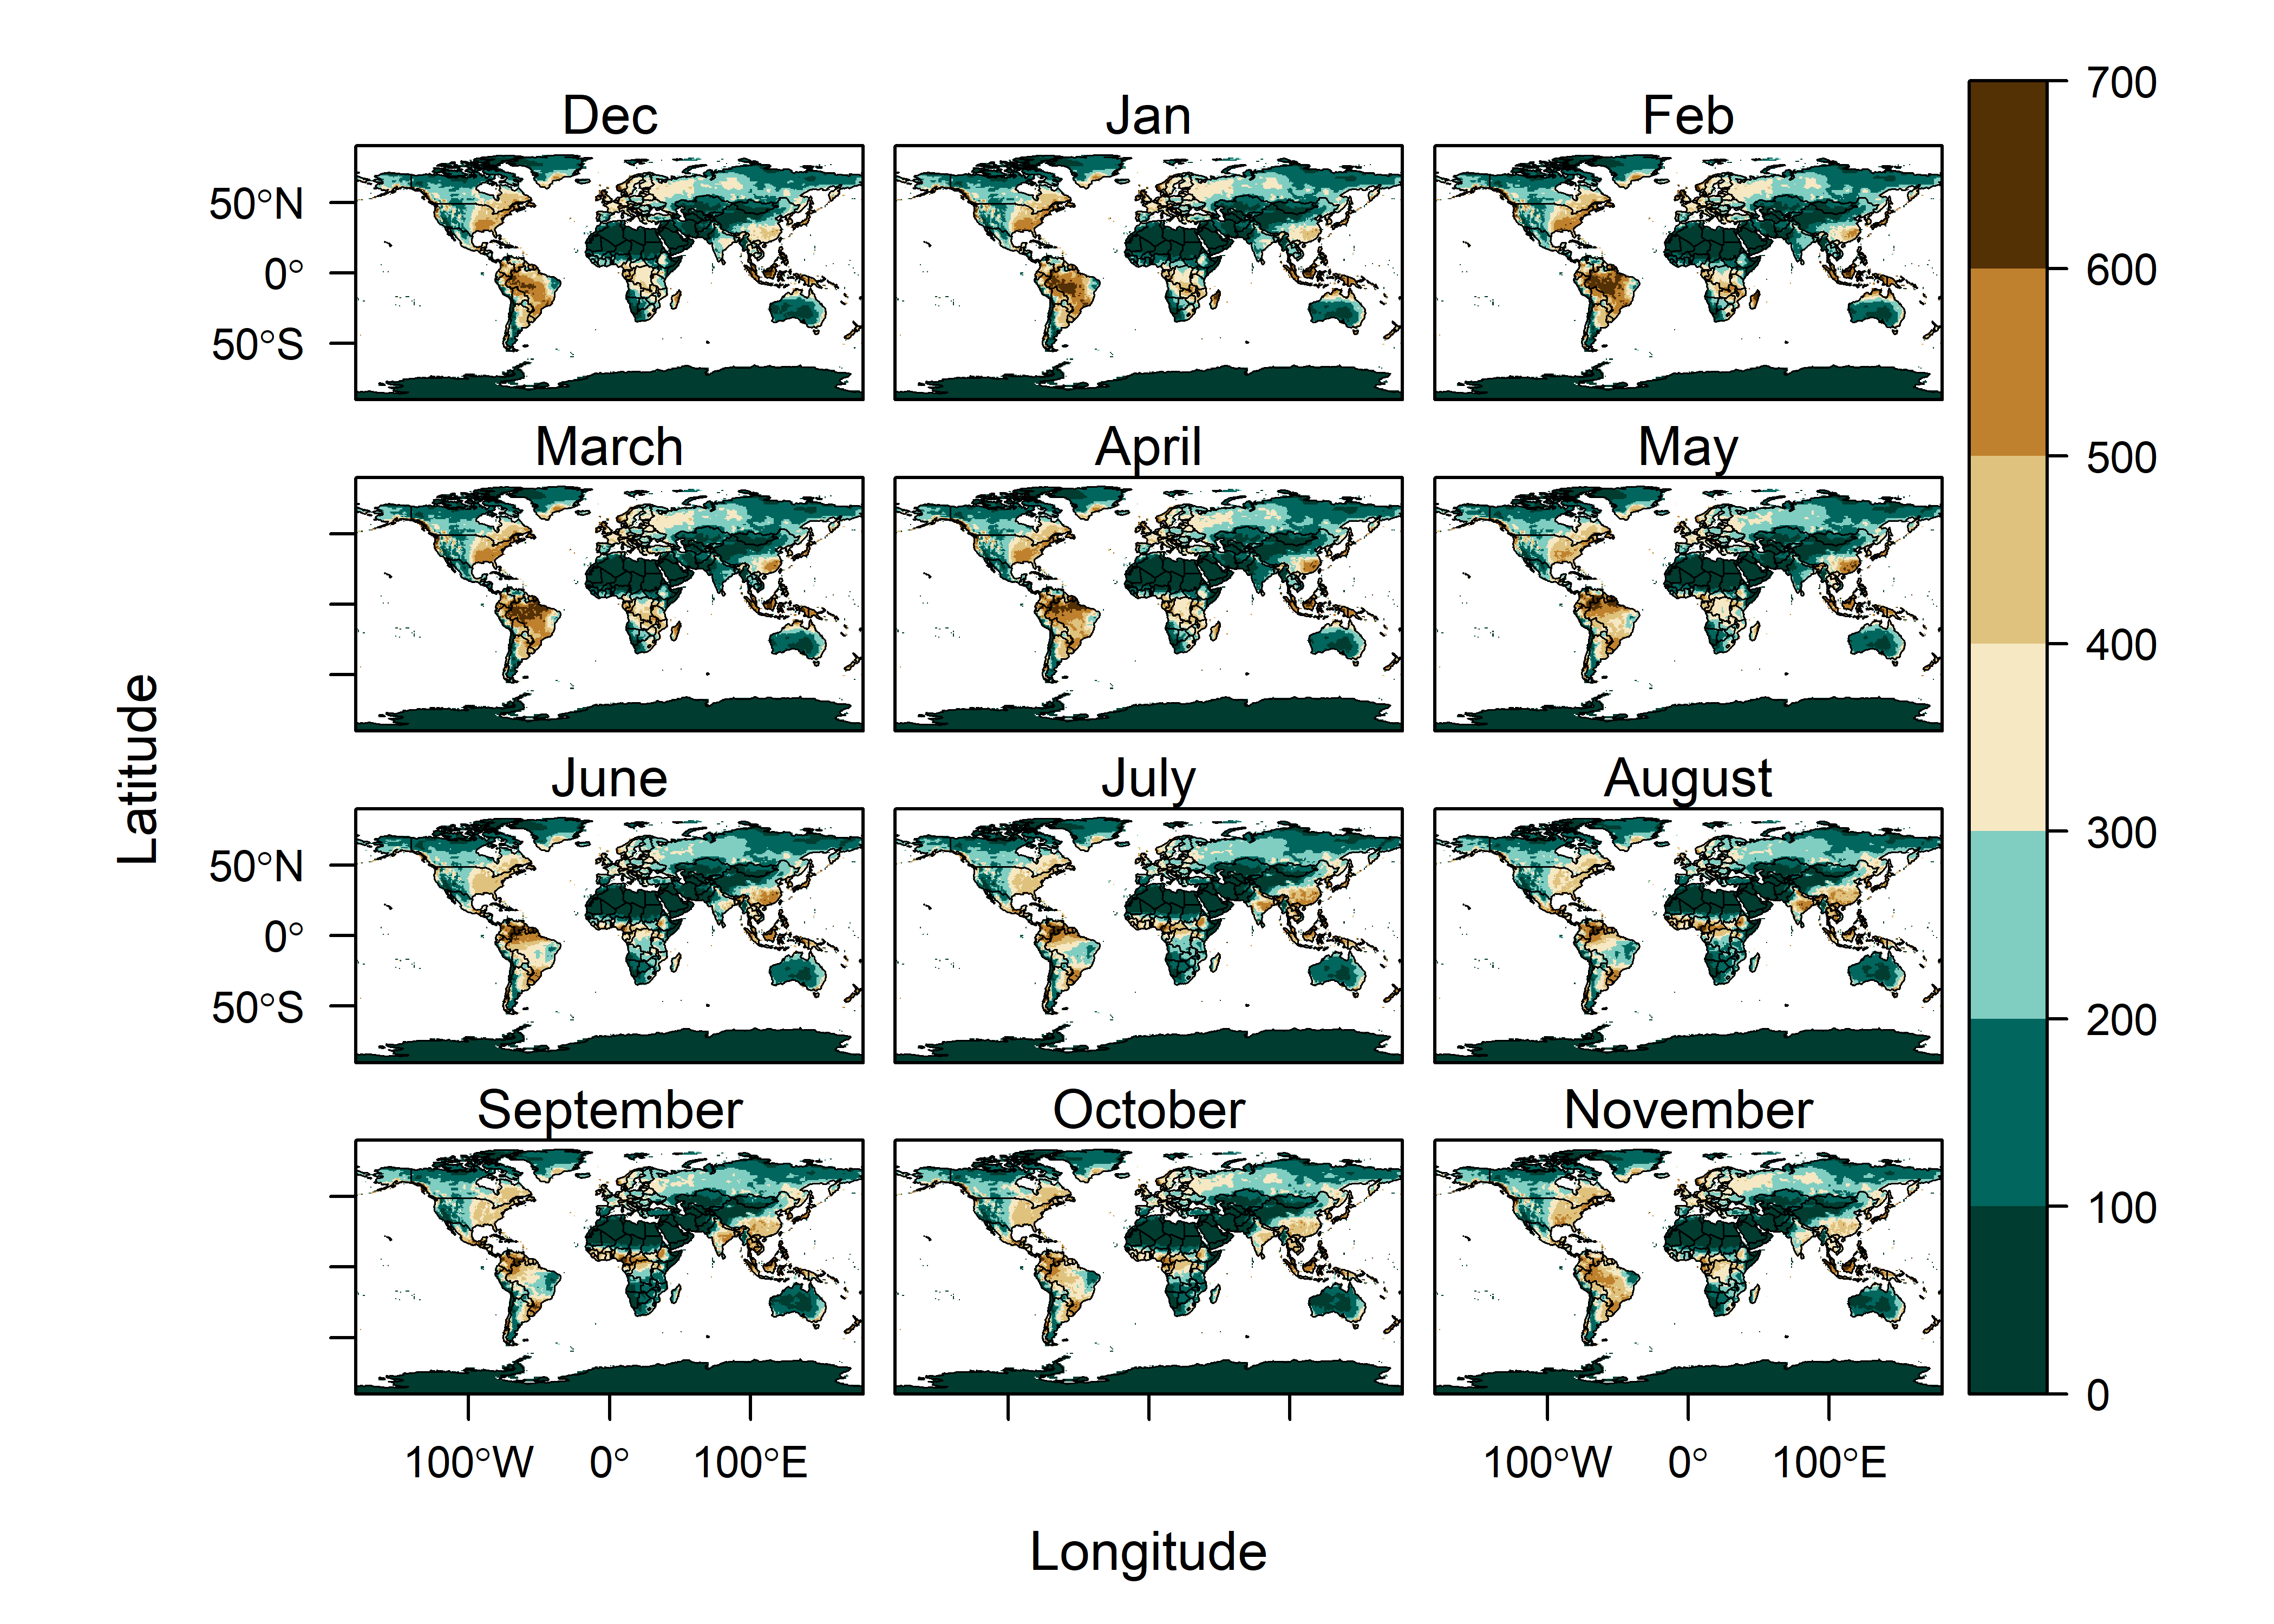 Dec Jan Feb
50°N
0°
50°S
March April May
June July August
50°N
0°
50°S
September October November
100°W 0° 100°E 100°W 0° 100°E
Latitude
Longitude
700
600
500
400
300
200
100
0